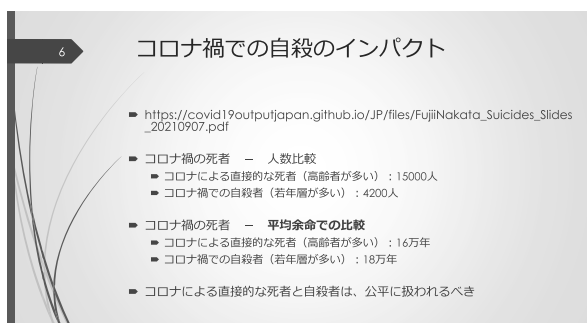 6
コロナ禍での自殺のインパクト
https://covid19outputjapan.github.io/JP/files/FujiiNakata_Suicides_Slides
_20210907.pdf
コロナ禍の死者 － 人数比較
コロナによる直接的な死者（高齢者が多い）：15000人
コロナ禍での自殺者（若年層が多い）：4200人
コロナ禍の死者 － 平均余命での比較
コロナによる直接的な死者（高齢者が多い）：16万年
コロナ禍での自殺者（若年層が多い）：18万年
コロナによる直接的な死者と自殺者は、公平に扱われるべき